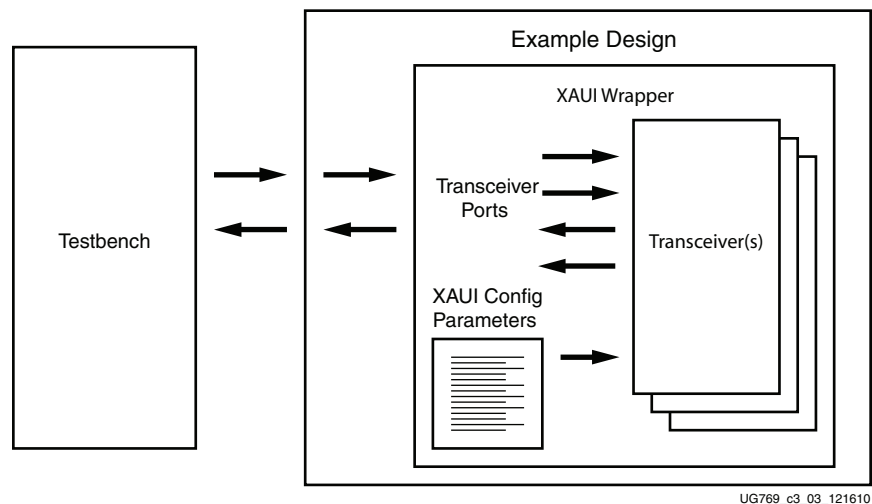 Example Design
XAUI Wrapper
Testbench
Transceiver
Ports
Transceiver(s)
XAUI Config
Parameters
UG769_c3_03_121610